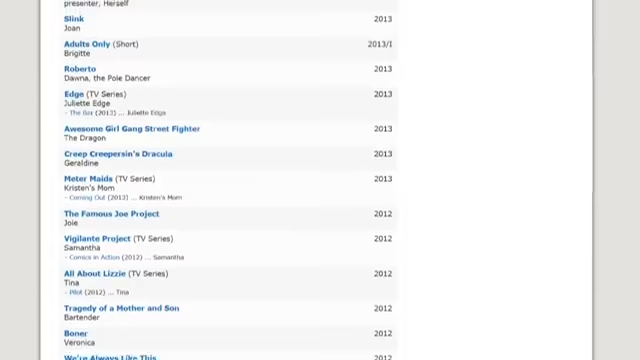 presenter, Herself
Slink 2013
Joan
Adults Only (Short) 2013/I
Brigitte
Roberto 2013
Dawna, the Pole Dancer
Edge (TV Series) 2013
Juliette Edge
- The Bar (2013) ... Juliette Edge
Awesome Girl Gang Street Fighter 2013
The Dragon
Creep Creepersin's Dracula 2013
Geraldine
Meter Maids (TV Series) 2013
Kristen's Mom
- Coming Out (2013) ... Kristen's Mom
The Famous Joe Project 2012
Joie
Vigilante Project (TV Series) 2012
Samantha
- Comics in Action (2012) ... Samantha
All About Lizzie (TV Series) 2012
Tina
- Pilot (2012) ... Tina
Tragedy of a Mother and Son 2012
Bartender
Boner 2012
Veronica
We're Always Like This 2012